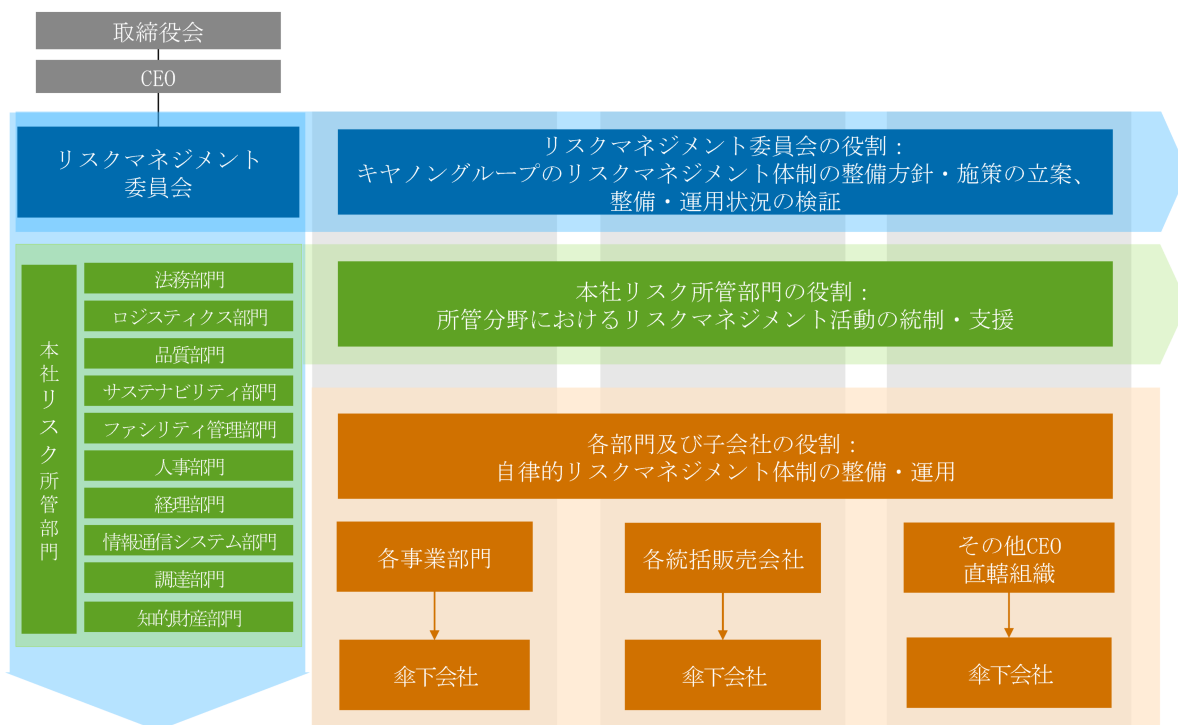 取締役会
CEO
リスクマネジメント
委員会
リスクマネジメント委員会の役割：
キヤノングループのリスクマネジメント体制の整備方針・施策の立案、
整備・運用状況の検証
本社リスク所管部門
法務部門
ロジスティクス部門
品質部門
サステナビリティ部門
ファシリティ管理部門
人事部門
経理部門
情報通信システム部門
調達部門
知的財産部門
本社リスク所管部門の役割：
所管分野におけるリスクマネジメント活動の統制・支援
各部門及び子会社の役割：
自律的リスクマネジメント体制の整備・運用
各事業部門
各統括販売会社
その他CEO
直轄組織
傘下会社
傘下会社
傘下会社